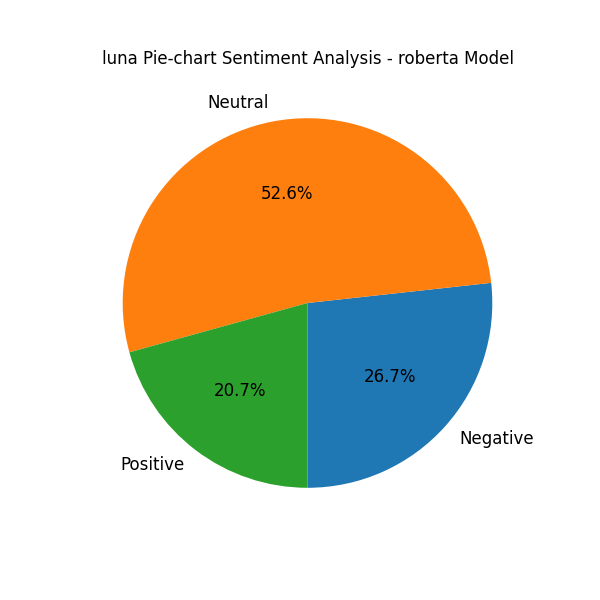 luna Pie-chart Sentiment Analysis - roberta Model
Neutral
52.6%
20.7%
26.7%
Positive
Negative